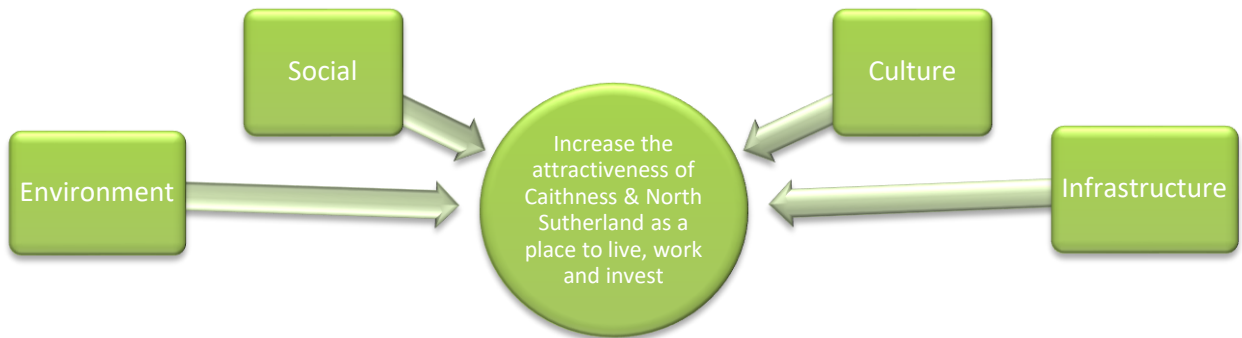 Social
Culture
Environment
Increase the
attractiveness of
Caithness & North
Sutherland as a
place to live, work
and invest
Infrastructure